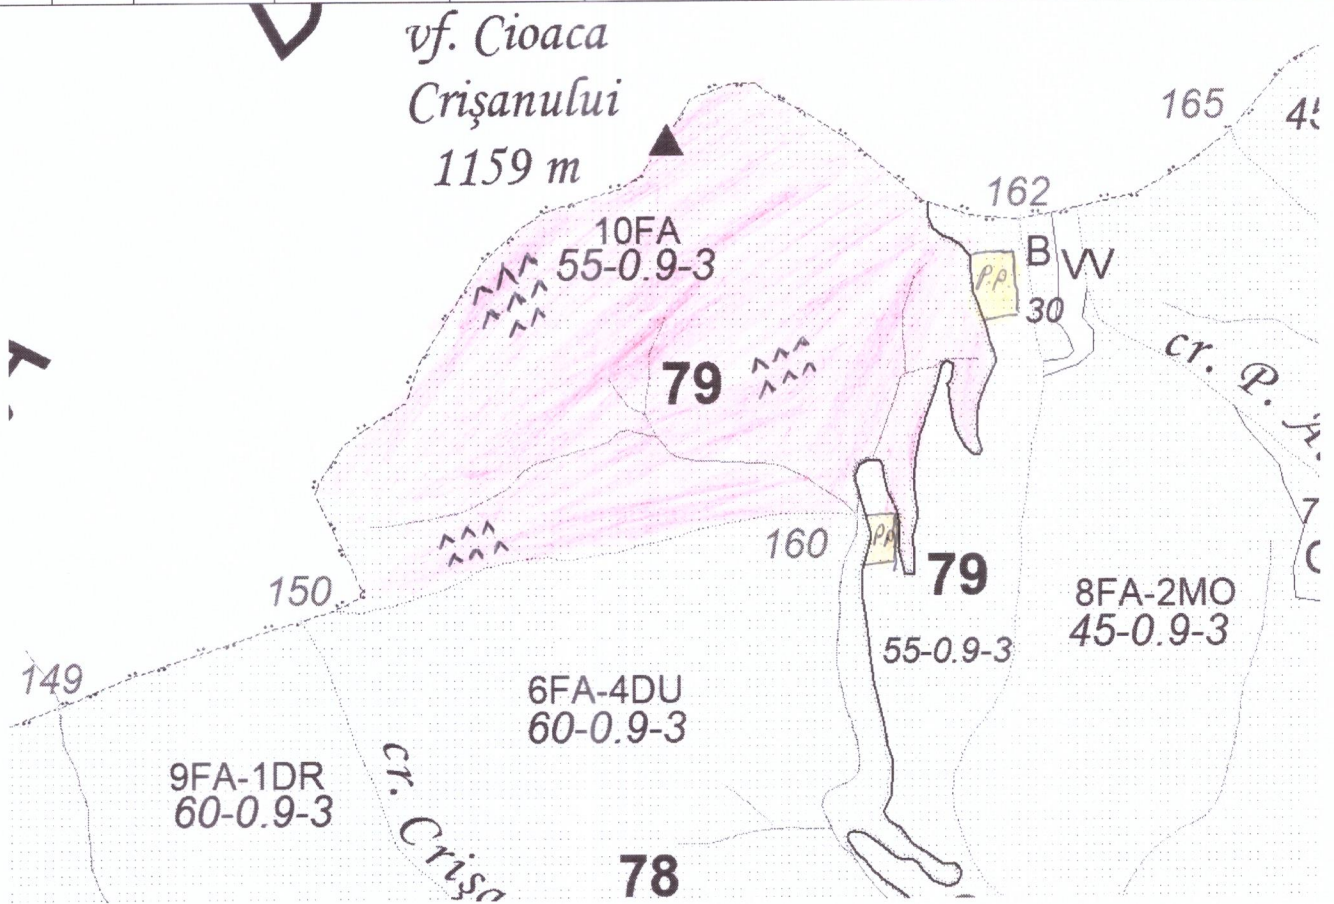 vf. Cioaca
Crişanului
1159 m
165
162
10FA
55-0.9-3
B
VV
P.P.
30
79
cr. P.
160
P.P.
79
150
8FA-2MO
45-0.9-3
55-0.9-3
149
6FA-4DU
60-0.9-3
9FA-1DR
60-0.9-3
cr. Crişa
78